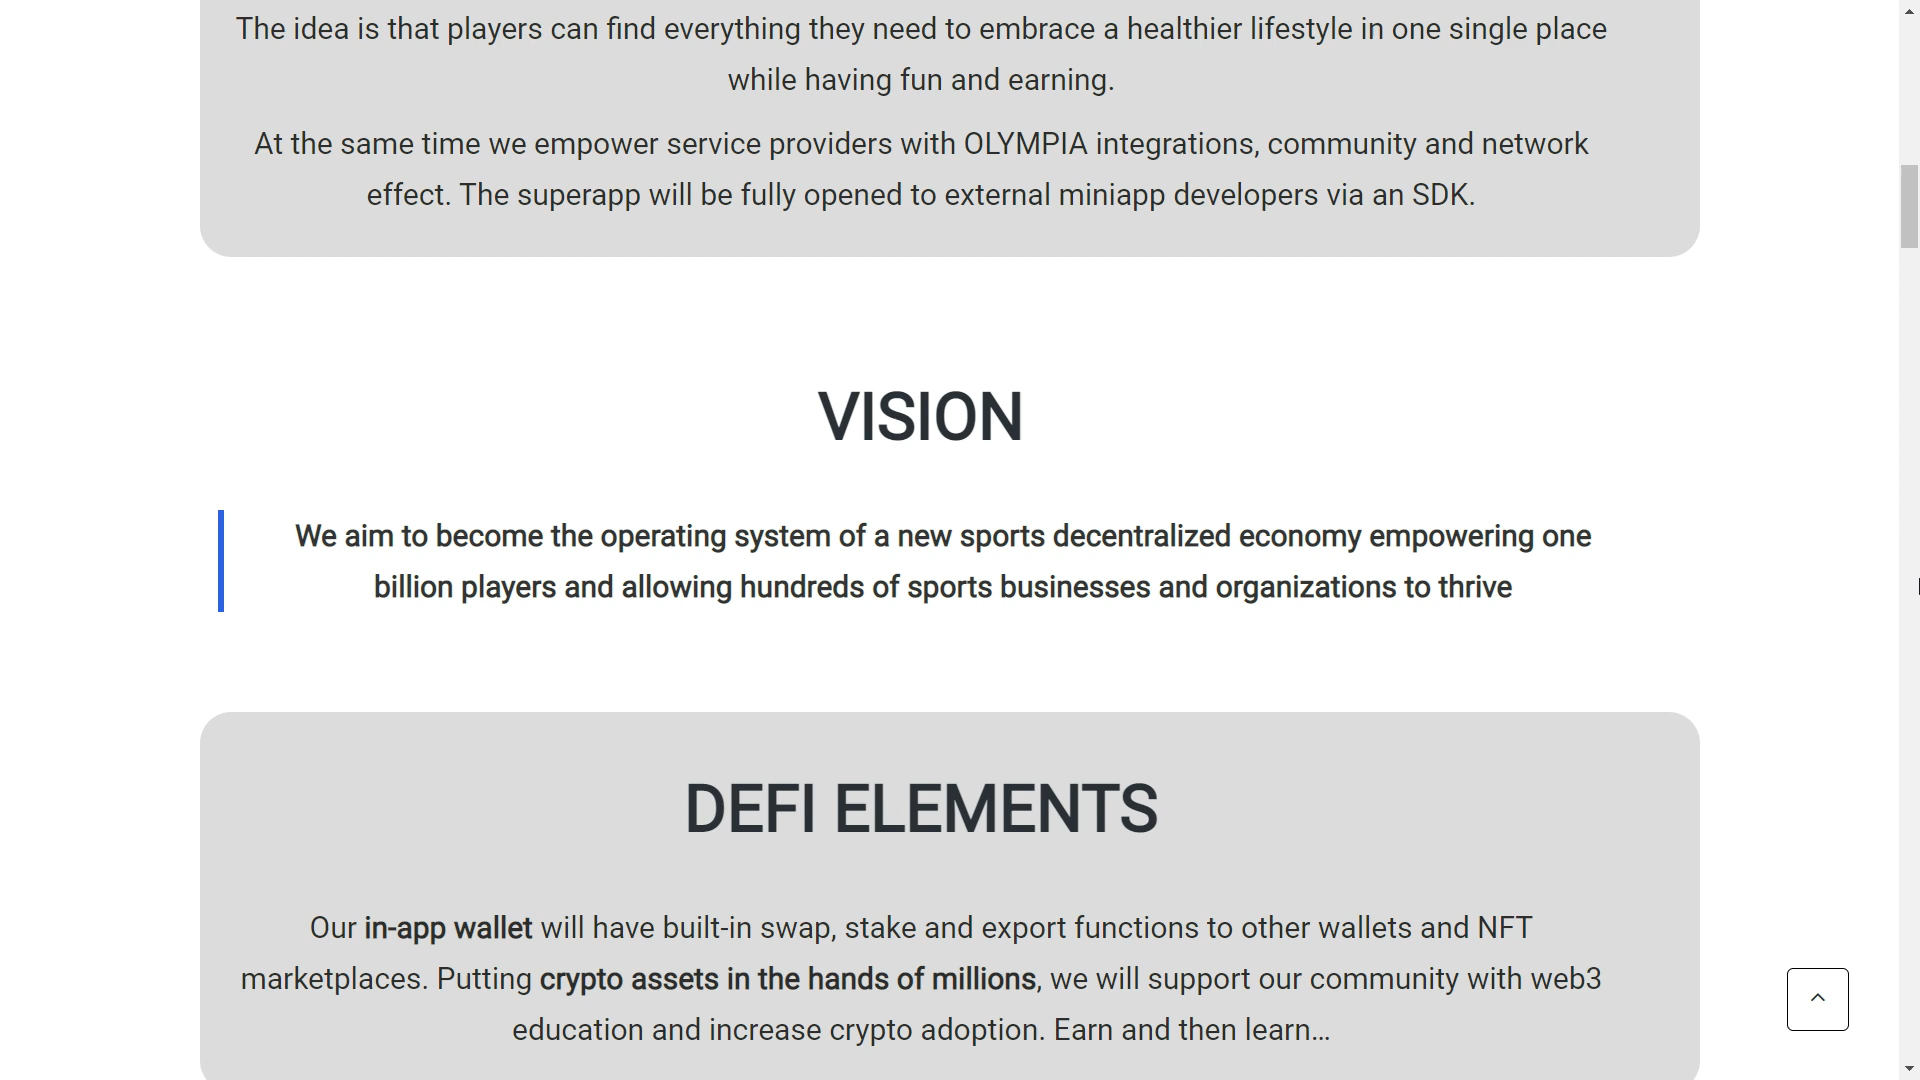 The idea is that players can find everything they need to embrace a healthier lifestyle in one single place
while having fun and earning.
At the same time we empower service providers with OLYMPIA integrations, community and network
effect. The superapp will be fully opened to external miniapp developers via an SDK.
VISION
We aim to become the operating system of a new sports decentralized economy empowering one
billion players and allowing hundreds of sports businesses and organizations to thrive
DEFI ELEMENTS
Our in-app wallet will have built-in swap, stake and export functions to other wallets and NFT
marketplaces. Putting crypto assets in the hands of millions, we will support our community with web3
education and increase crypto adoption. Earn and then learn...